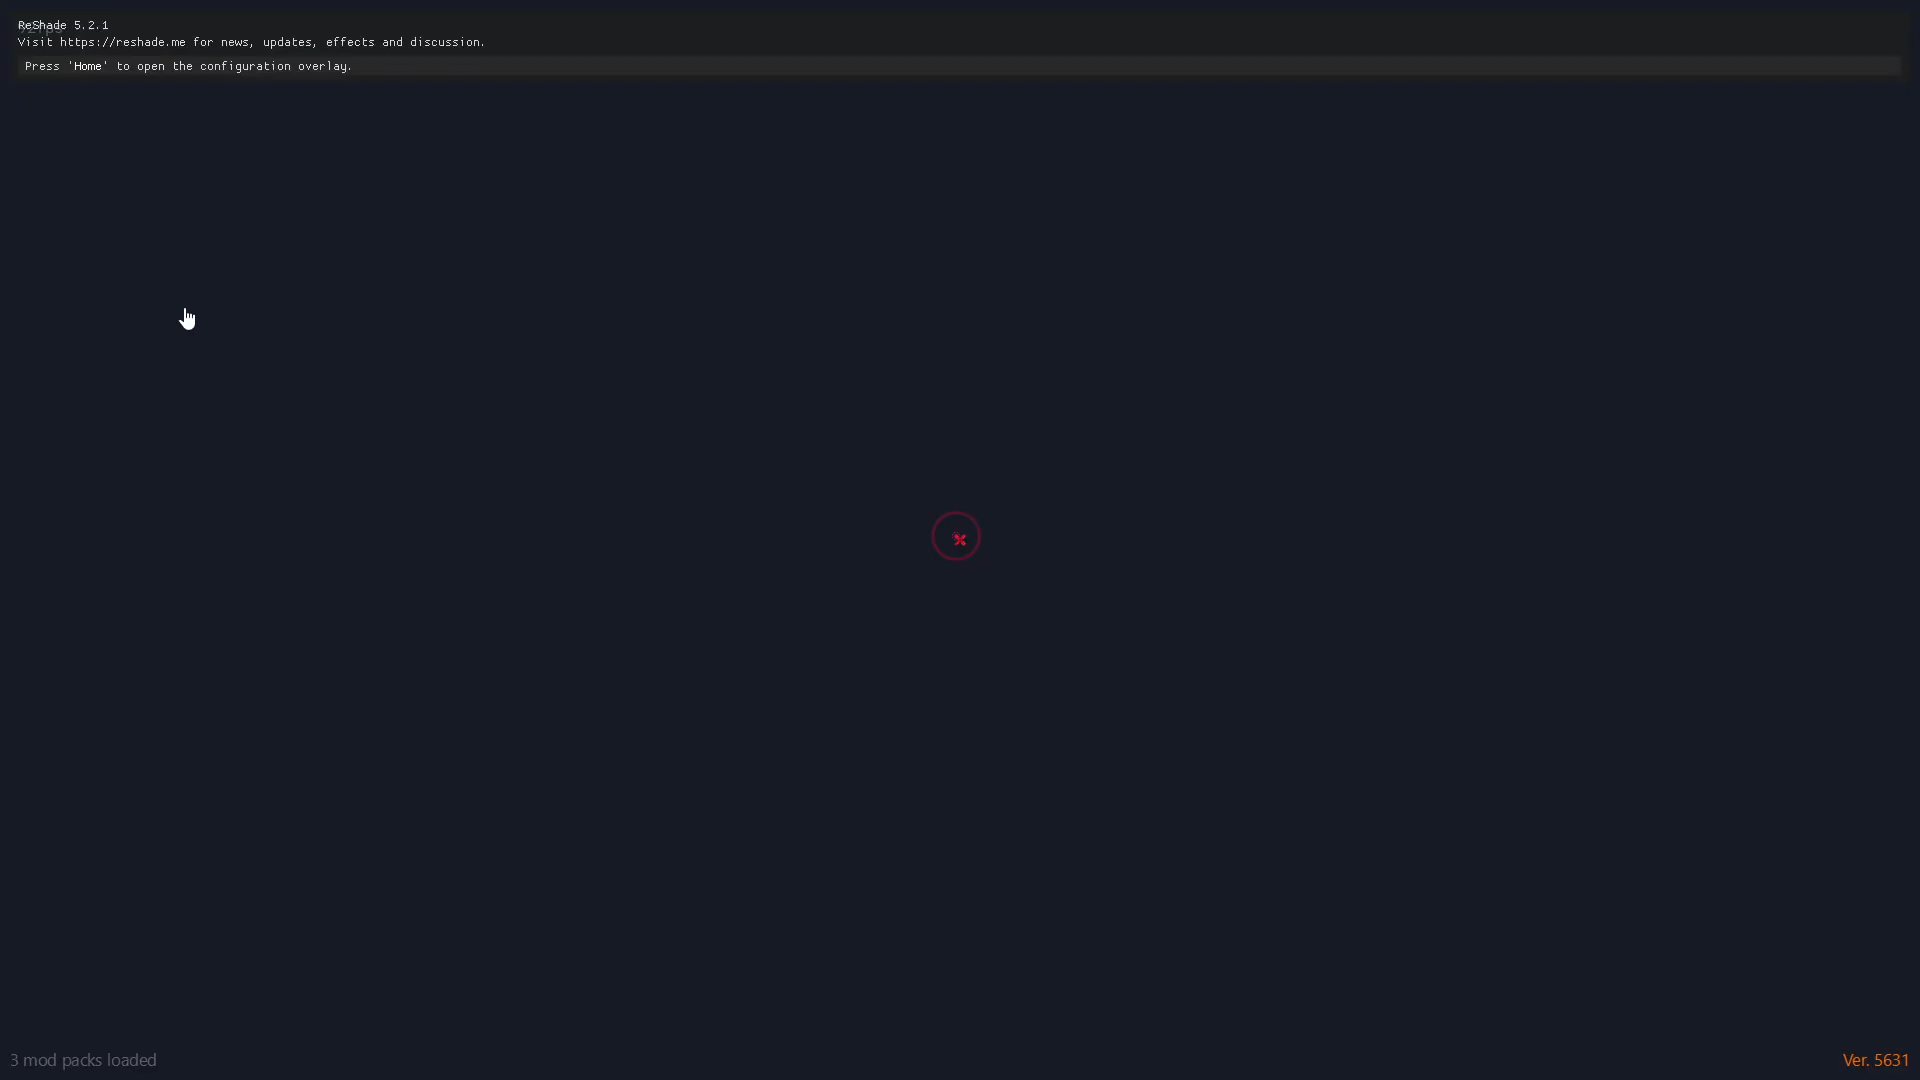 ReShade 5.2.1
Visit https://reshade.me for news, updates, effects and discussion.
Press 'Home' to open the configuration overlay.
3 mod packs loaded
Ver. 5631